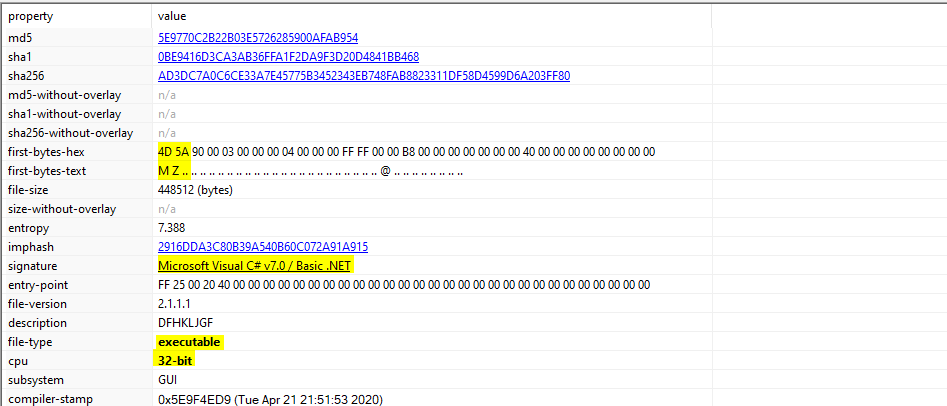 property value
md5 5E9770C2B22B03E5726285900AFAB954
sha1 0BE9416D3CA3AB36FFA1F2DA9F3D20D4841BB468
sha256 AD3DC7A0C6CE33A7E45775B3452343EB748FAB8823311DF58D4599D6A203FF80
md5-without-overlay n/a
sha1-without-overlay n/a
sha256-without-overlay n/a
first-bytes-hex 4D 5A 90 00 03 00 00 00 04 00 00 00 FF FF 00 00 B8 00 00 00 00 00 00 00 40 00 00 00 00 00 00 00
first-bytes-text M Z .. .. .. .. .. .. .. .. .. .. .. .. .. .. .. .. .. .. .. .. .. .. @ .. .. .. .. .. .. ..
file-size 448512 (bytes)
size-without-overlay n/a
entropy 7.388
imphash 2916DDA3C80B39A540B60C072A91A915
signature Microsoft Visual C# v7.0 / Basic .NET
entry-point FF 25 00 20 40 00 00 00 00 00 00 00 00 00 00 00 00 00 00 00 00 00 00 00 00 00 00 00 00 00 00 00
file-version 2.1.1.1
description DFHKLJGF
file-type executable
cpu 32-bit
subsystem GUI
compiler-stamp 0x5E9F4ED9 (Tue Apr 21 21:51:53 2020)